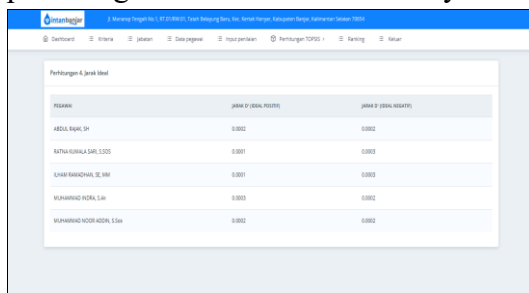 intanbanjar Jl. Menarap Tengah No.1, RT.01/RW.01, Telah Belayung Baru, Kec. Kertak Hanyar, Kabupaten Banjar, Kalimantan Selatan 70654
Dashboard Kriteria Jabatan Data pegawai Input penilaian Perhitungan TOPSIS Ranking Keluar
Perhitungan 4. Jarak Ideal
PEGAWAI JARAK D⁺ (IDEAL POSITIF) JARAK D⁻ (IDEAL NEGATIF)
ABDUL RAJAK, SH 0.0002 0.0002
RATNA KUMALA SARI, S.SOS 0.0001 0.0003
ILHAM RAMADHAN, SE, MM 0.0001 0.0003
MUHAMMAD INDRA, S.An 0.0003 0.0002
MUHAMMAD NOOR ADDIN, S.Sos 0.0002 0.0002